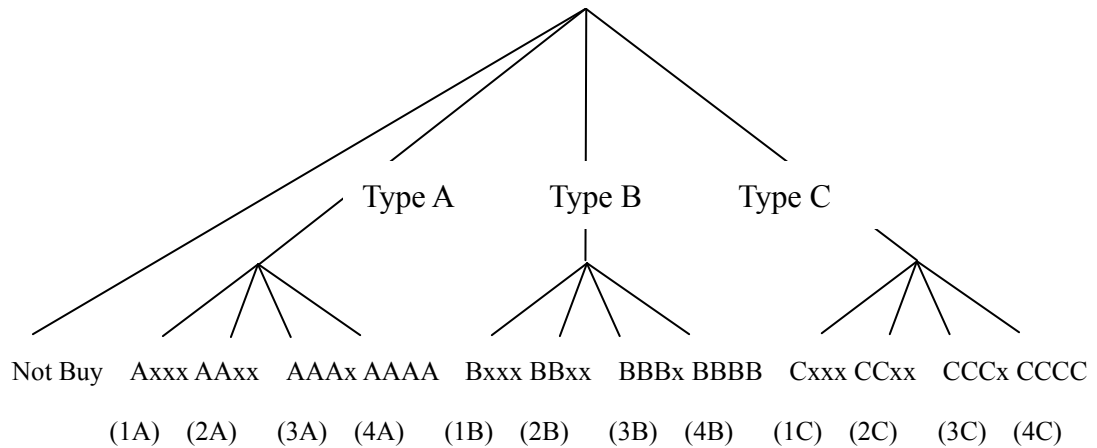 Type A Type B Type C
Not Buy Axxx AAxx AAAx AAAA Bxxx BBxx BBBx BBBB Cxxx CCxx CCCx CCCC
(1A) (2A) (3A) (4A) (1B) (2B) (3B) (4B) (1C) (2C) (3C) (4C)